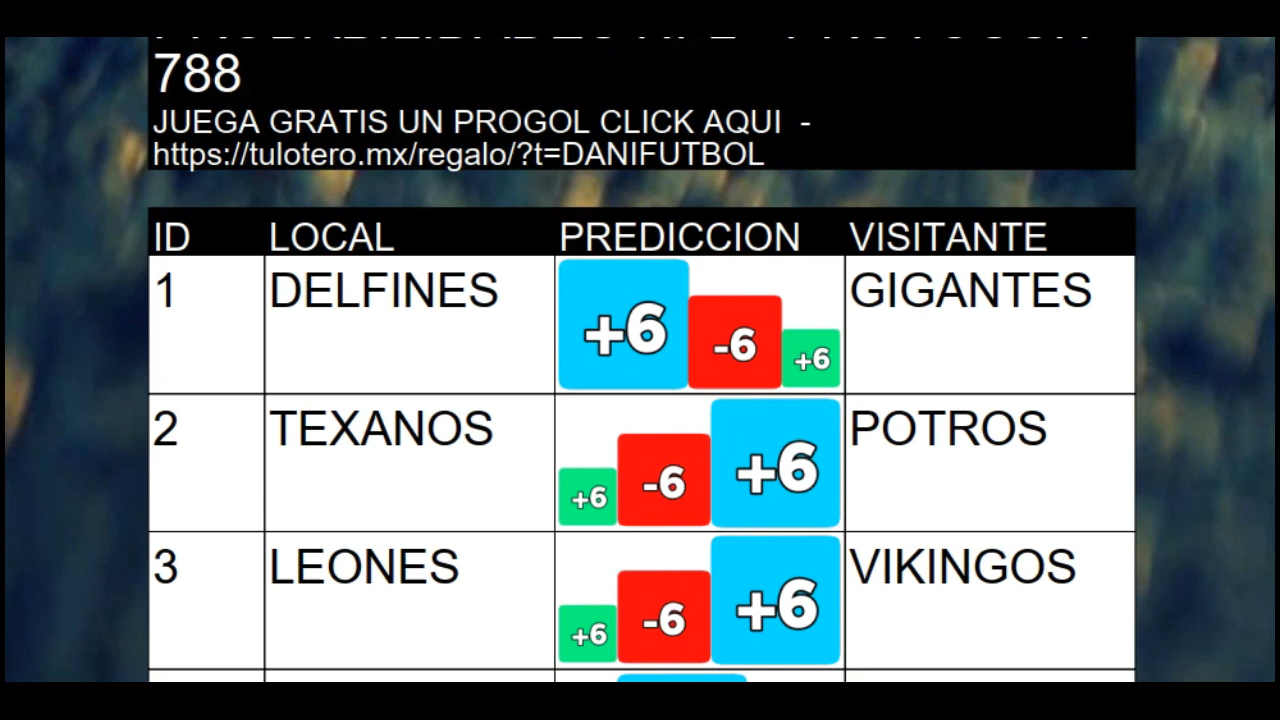 788
JUEGA GRATIS UN PROGOL CLICK AQUI -
https://tulotero.mx/regalo/?t=DANIFUTBOL
ID LOCAL PREDICCION VISITANTE
1 DELFINES +6 -6 +6 GIGANTES
2 TEXANOS +6 -6 +6 POTROS
3 LEONES +6 -6 +6 VIKINGOS